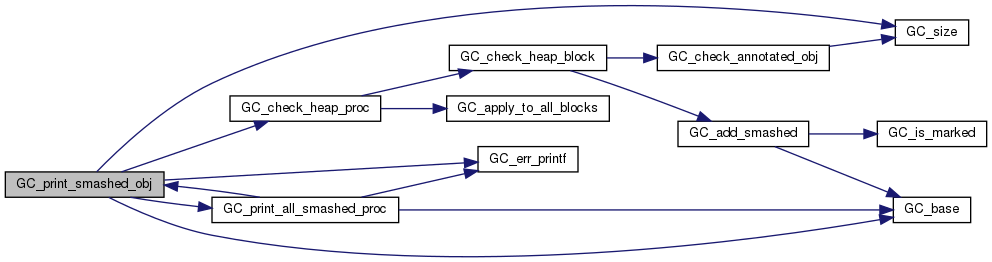 GC_size
GC_check_heap_block
GC_check_annotated_obj
GC_check_heap_proc
GC_apply_to_all_blocks
GC_add_smashed
GC_is_marked
GC_err_printf
GC_print_smashed_obj
GC_print_all_smashed_proc
GC_base